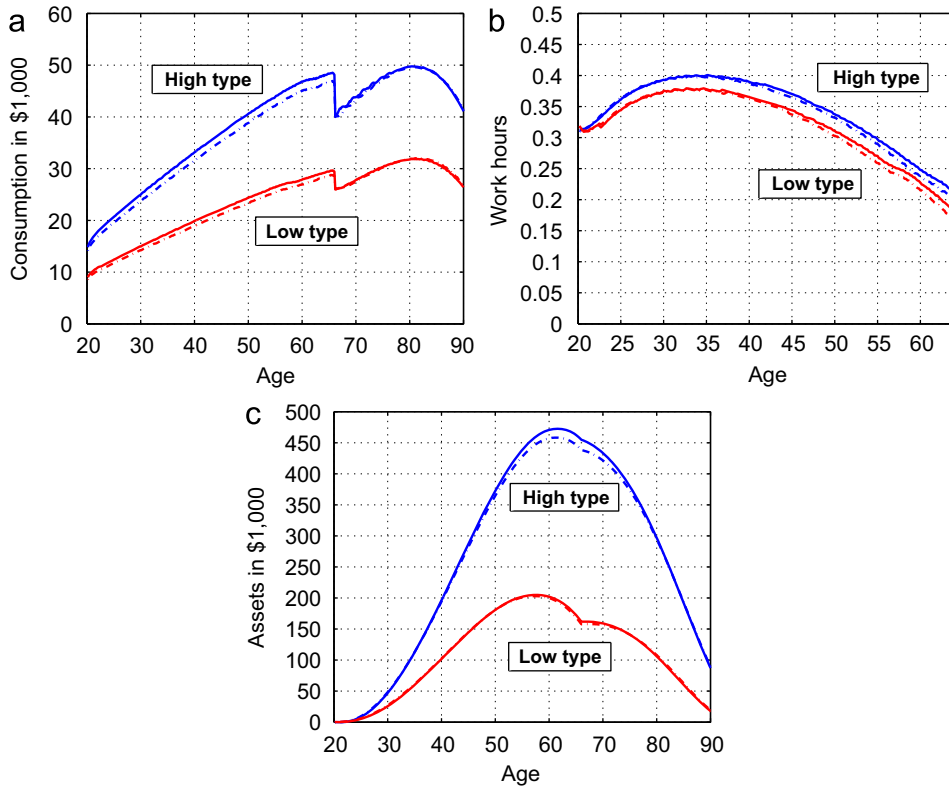 a
60
50
40
30
20
10
0
Consumption in $1,000
High type
Low type
20 30 40 50 60 70 80 90
Age
b
0.5
0.45
0.4
0.35
0.3
0.25
0.2
0.15
0.1
0.05
0
Work hours
High type
Low type
20 25 30 35 40 45 50 55 60
Age
c
500
450
400
350
300
250
200
150
100
50
0
Assets in $1,000
High type
Low type
20 30 40 50 60 70 80 90
Age